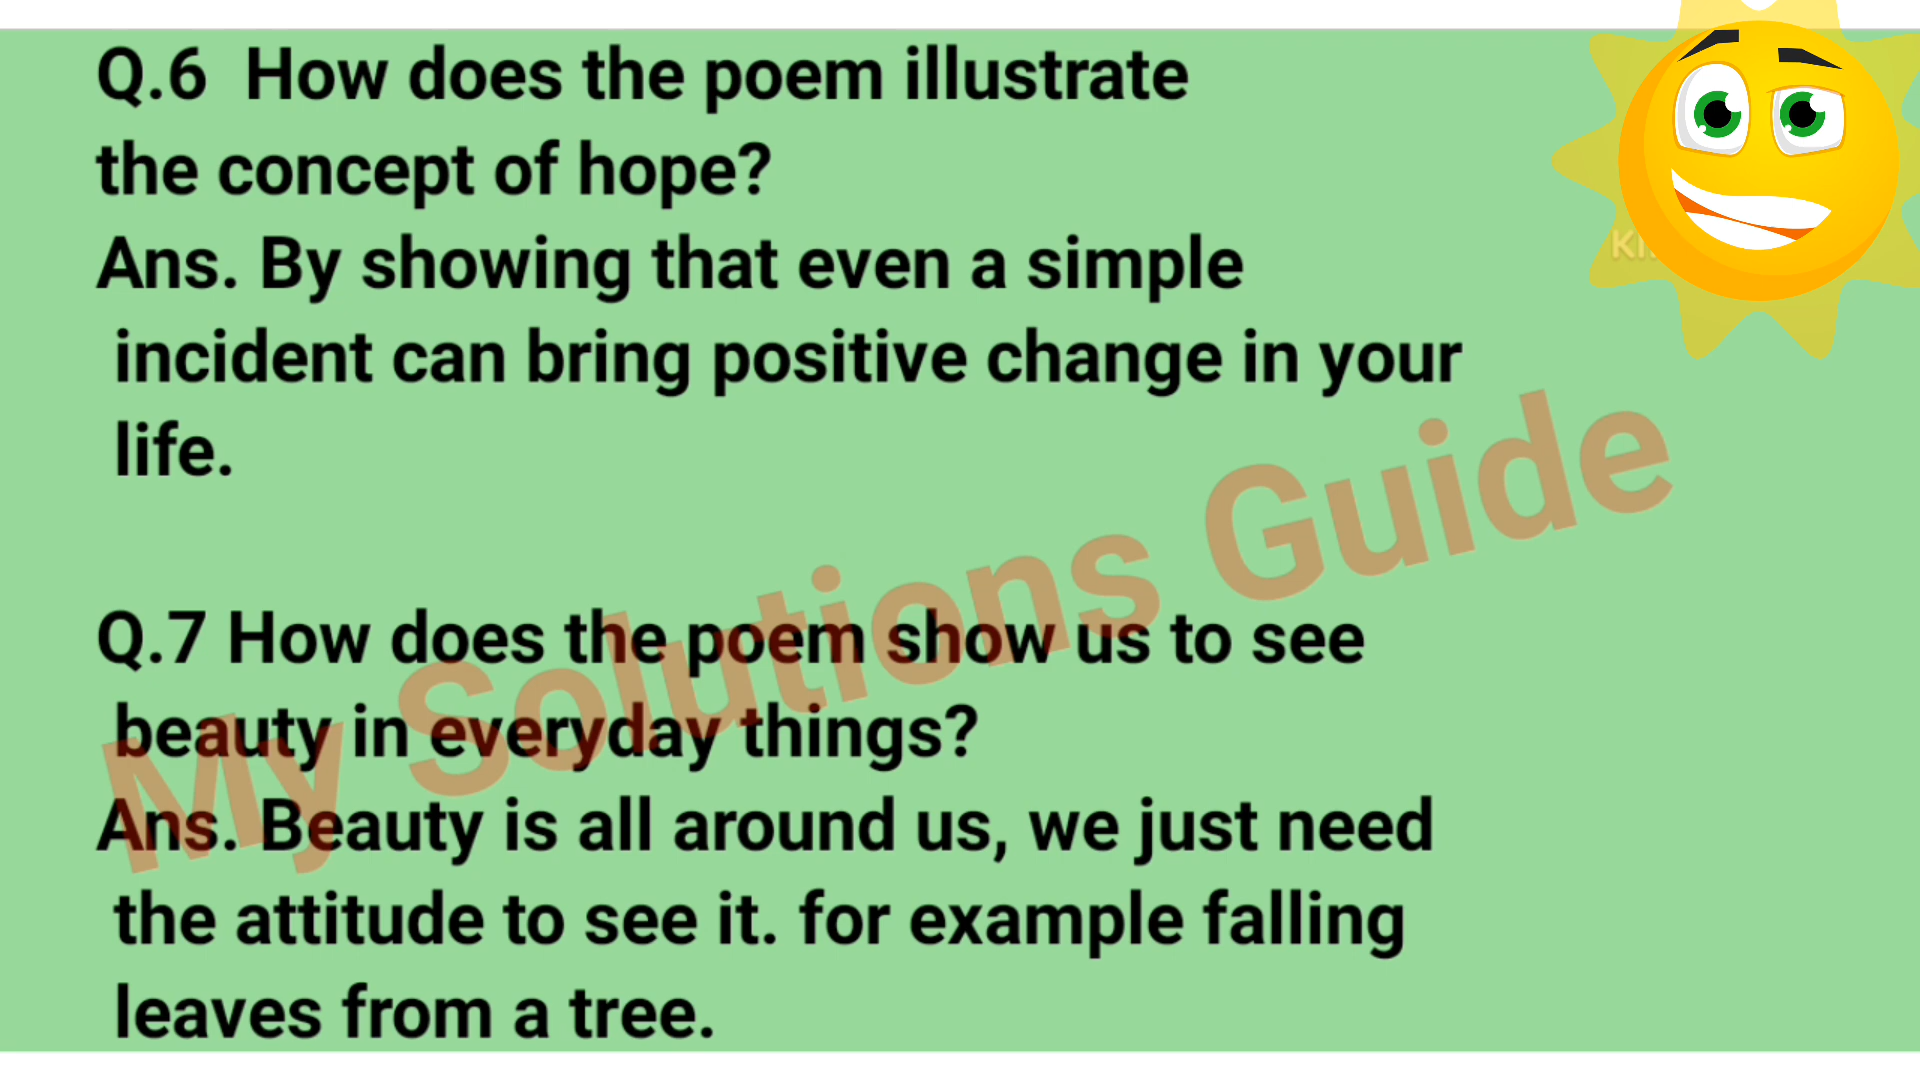 Q.6 How does the poem illustrate
the concept of hope?
Ans. By showing that even a simple
incident can bring positive change in your
life.
Q.7 How does the poem show us to see
beauty in everyday things?
Ans. Beauty is all around us, we just need
the attitude to see it. for example falling
leaves from a tree.
My Solutions Guide